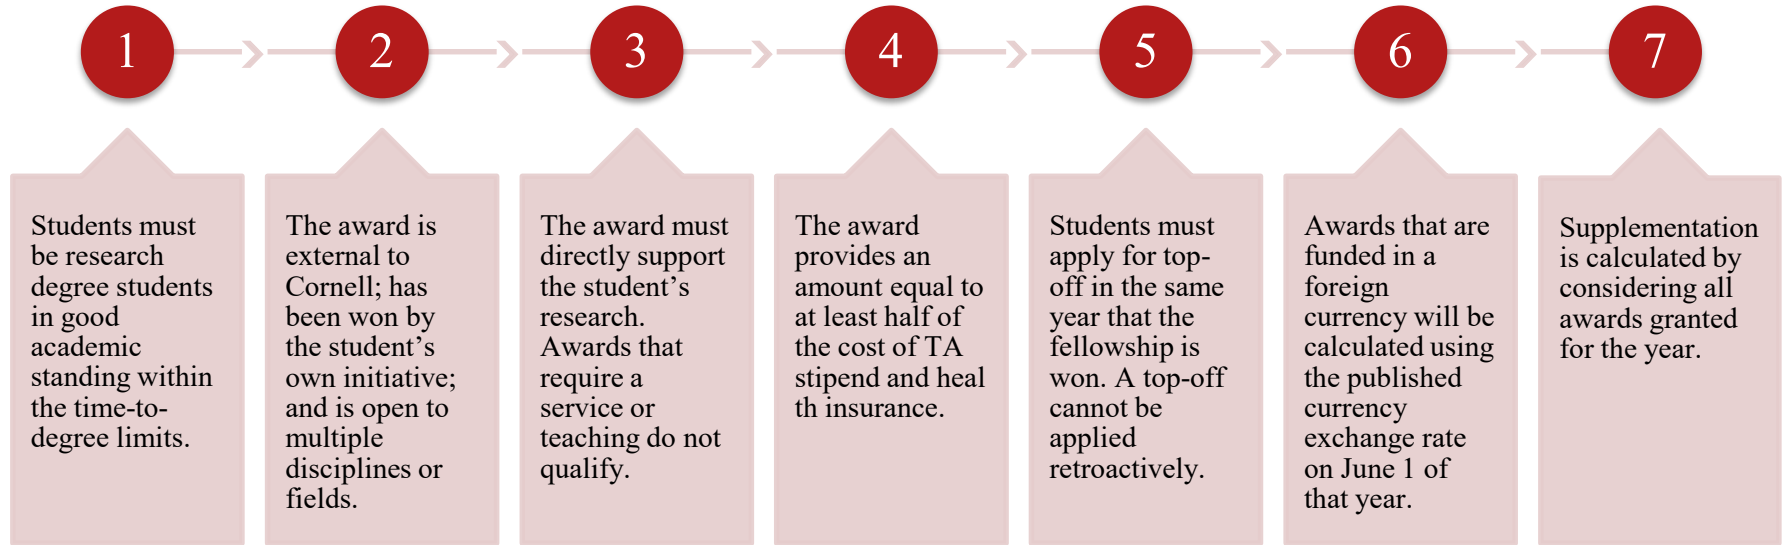 1
2
3
4
5
6
7
Students must
be research
degree students
in good
academic
standing within
the time-to-
degree limits.
The award is
external to
Cornell; has
been won by
the student’s
own initiative;
and is open to
multiple
disciplines or
fields.
The award must
directly support
the student’s
research.
Awards that
require a
service or
teaching do not
qualify.
The award
provides an
amount equal to
at least half of
the cost of TA
stipend and heal
th insurance.
Students must
apply for top-
off in the same
year that the
fellowship is
won. A top-off
cannot be
applied
retroactively.
Awards that are
funded in a
foreign
currency will be
calculated using
the published
currency
exchange rate
on June 1 of
that year.
Supplementation
is calculated by
considering all
awards granted
for the year.